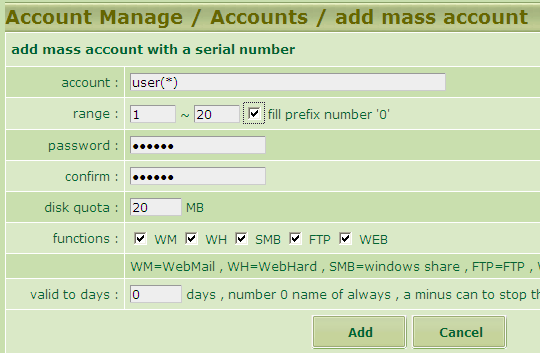 Account Manage / Accounts / add mass account
add mass account with a serial number
account : user(*)
range : 1 ~ 20 fill prefix number '0'
password : ••••••
confirm : ••••••
disk quota : 20 MB
functions : WM WH SMB FTP WEB
WM=WebMail , WH=WebHard , SMB=windows share , FTP=FTP ,
valid to days : 0 days , number 0 name of always , a minus can to stop
Add Cancel